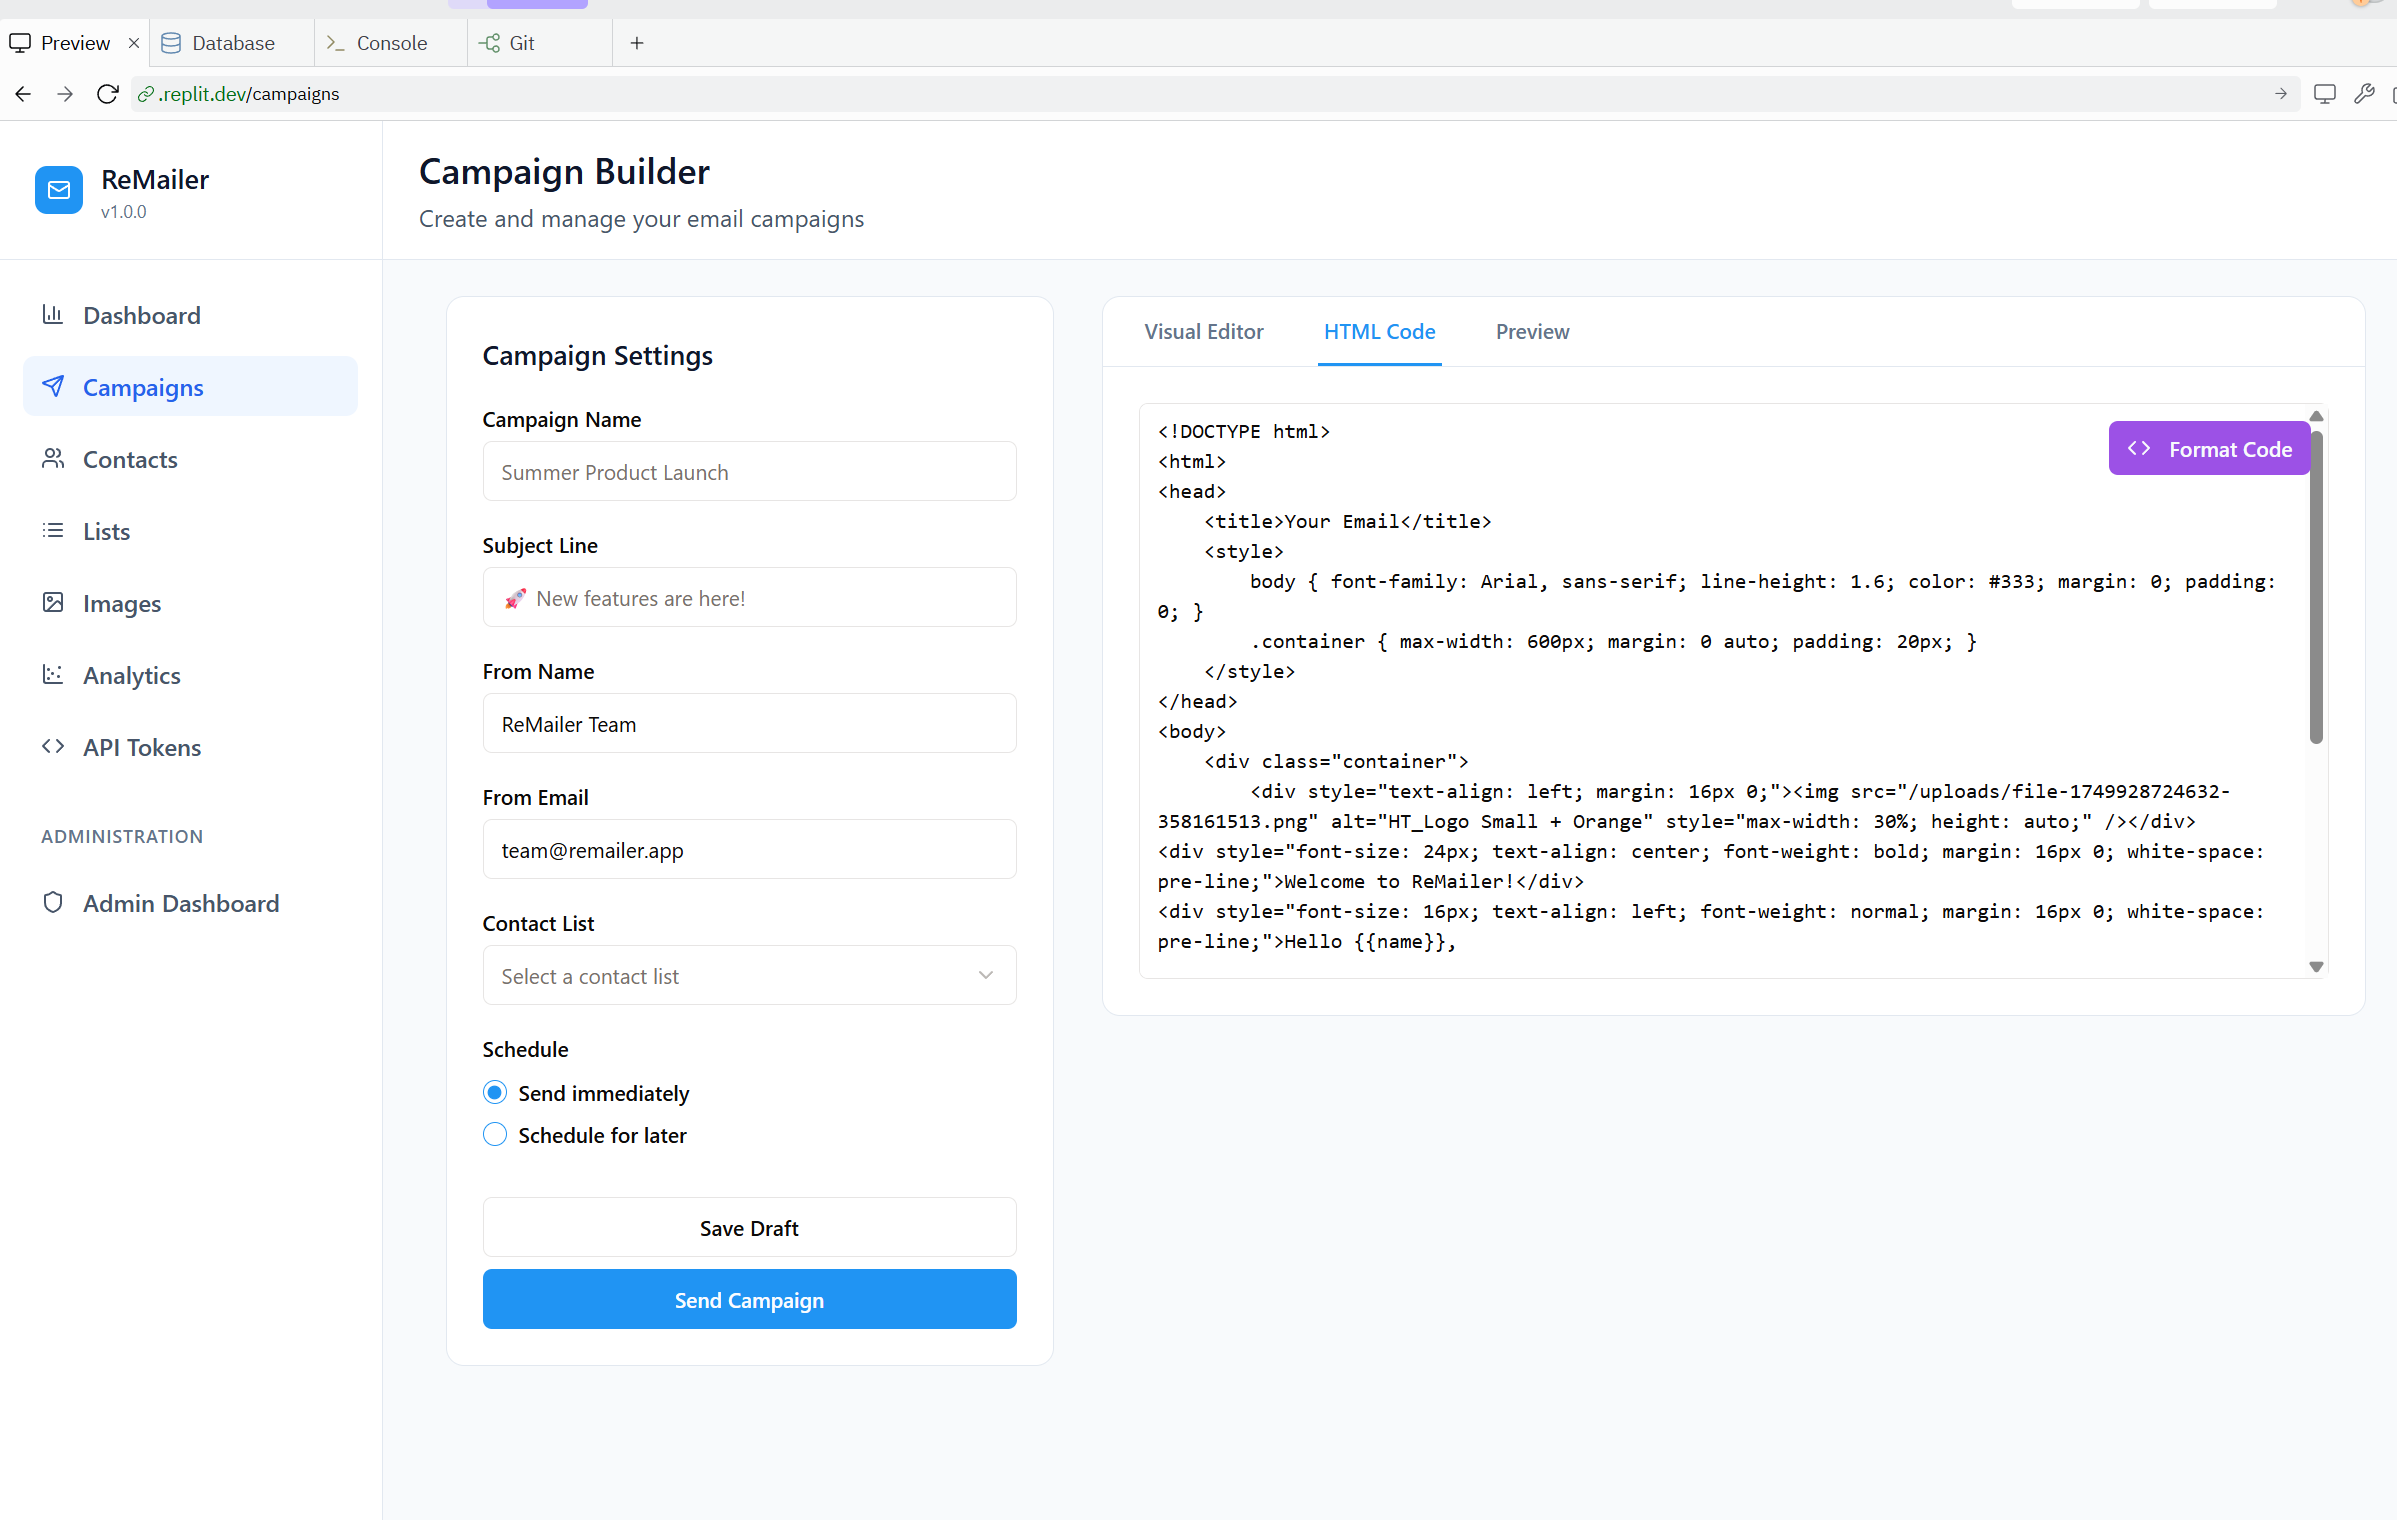 Preview
Database
Console
Git
.replit.dev/campaigns
ReMailer
v1.0.0
Dashboard
Campaigns
Contacts
Lists
Images
Analytics
API Tokens
ADMINISTRATION
Admin Dashboard
Campaign Builder
Create and manage your email campaigns
Campaign Settings
Campaign Name
Summer Product Launch
Subject Line
🚀 New features are here!
From Name
ReMailer Team
From Email
team@remailer.app
Contact List
Select a contact list
Schedule
Send immediately
Schedule for later
Save Draft
Send Campaign
Visual Editor
HTML Code
Preview
Format Code
<!DOCTYPE html>
<html>
<head>
    <title>Your Email</title>
    <style>
        body { font-family: Arial, sans-serif; line-height: 1.6; color: #333; margin: 0; padding:
0; }
        .container { max-width: 600px; margin: 0 auto; padding: 20px; }
    </style>
</head>
<body>
    <div class="container">
        <div style="text-align: left; margin: 16px 0;"><img src="/uploads/file-1749928724632-
358161513.png" alt="HT_Logo Small + Orange" style="max-width: 30%; height: auto;" /></div>
<div style="font-size: 24px; text-align: center; font-weight: bold; margin: 16px 0; white-space:
pre-line;">Welcome to ReMailer!</div>
<div style="font-size: 16px; text-align: left; font-weight: normal; margin: 16px 0; white-space:
pre-line;">Hello {{name}},